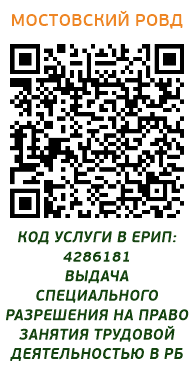 МОСТОВСКИЙ РОВД
КОД УСЛУГИ В ЕРИП:
4286181
ВЫДАЧА
СПЕЦИАЛЬНОГО
РАЗРЕШЕНИЯ НА ПРАВО
ЗАНЯТИЯ ТРУДОВОЙ
ДЕЯТЕЛЬНОСТЬЮ В РБ